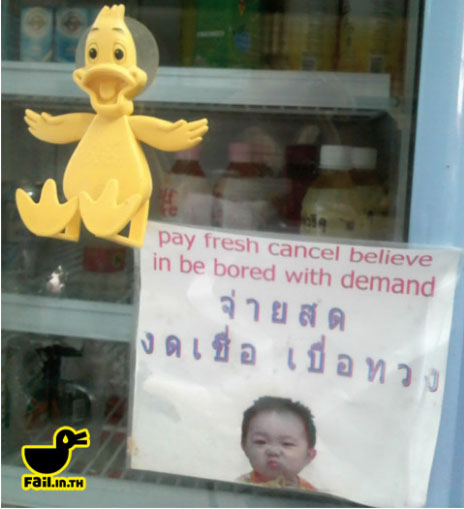 pay fresh cancel believe
in be bored with demand
จ่ายสด
งดเชื่อ เบื่อทวง
FAiL.in.TH